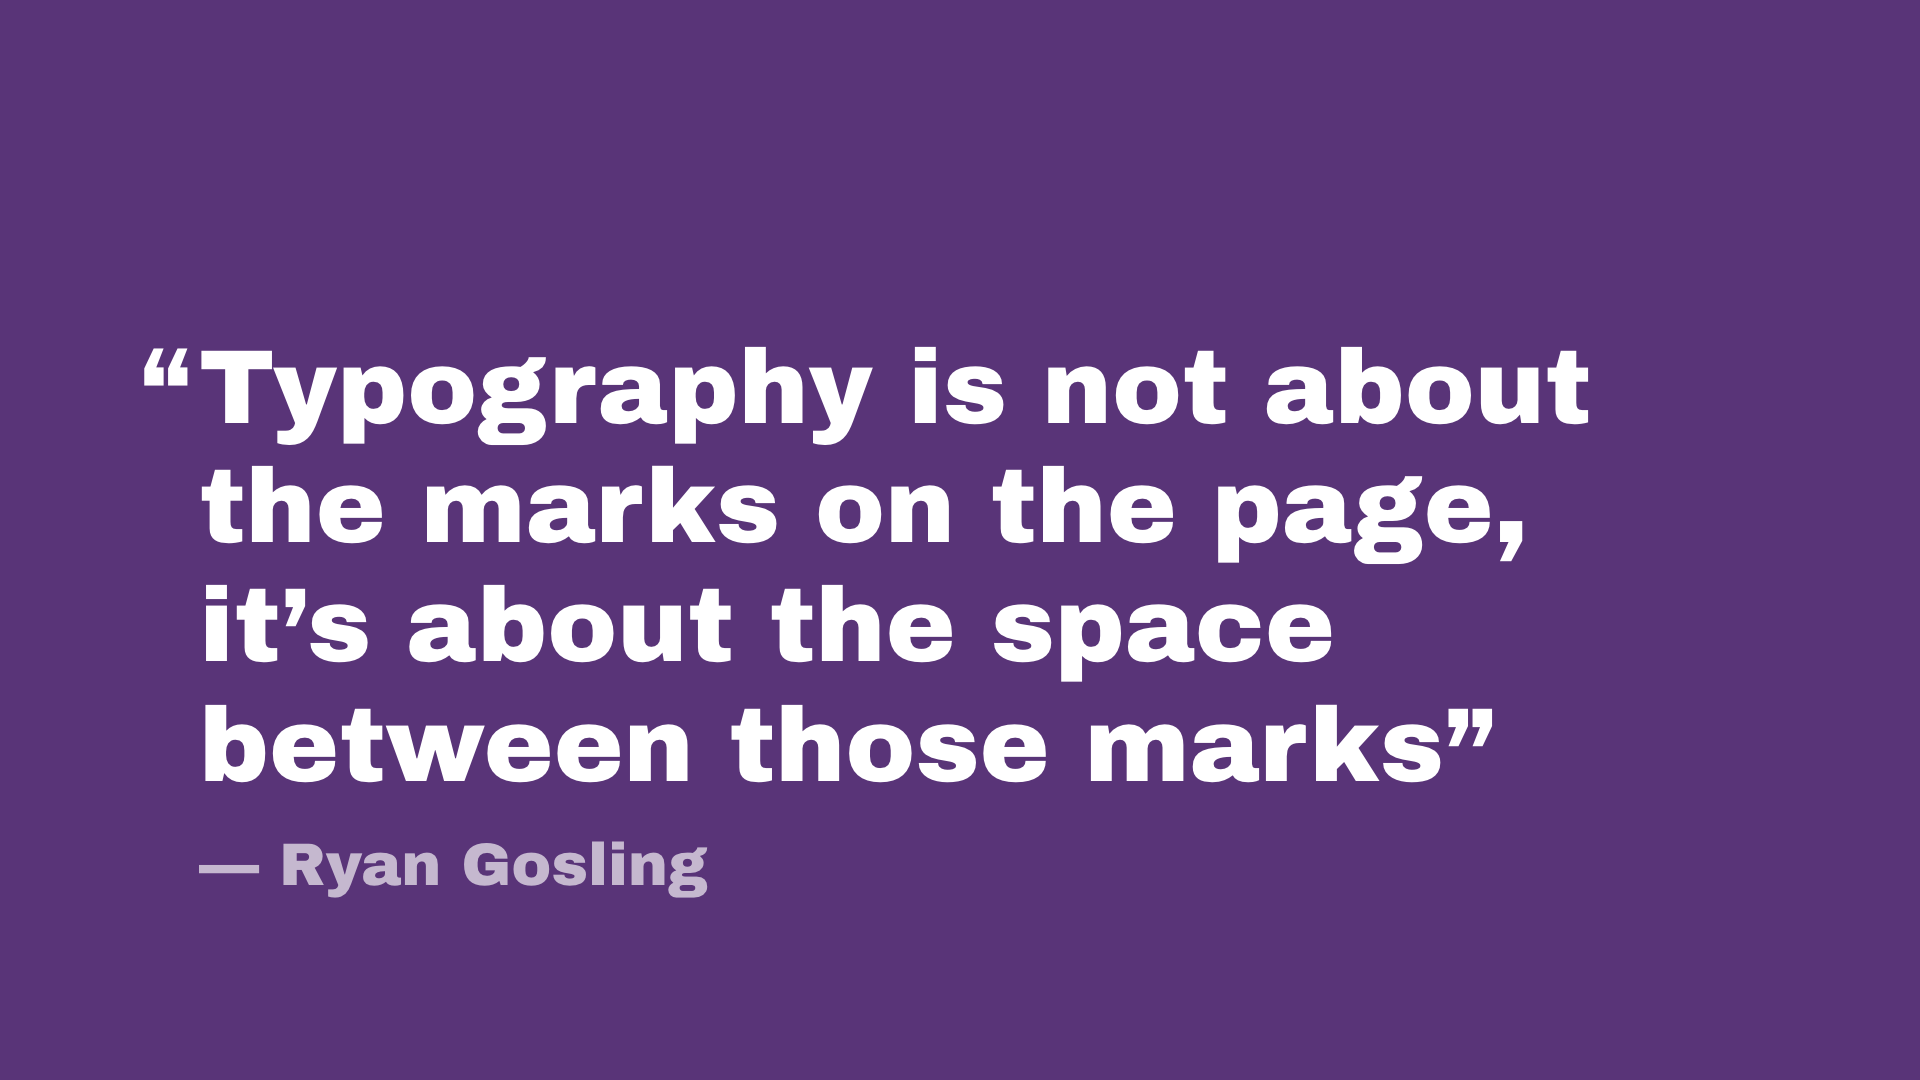 “Typography is not about
the marks on the page,
it’s about the space
between those marks”
— Ryan Gosling